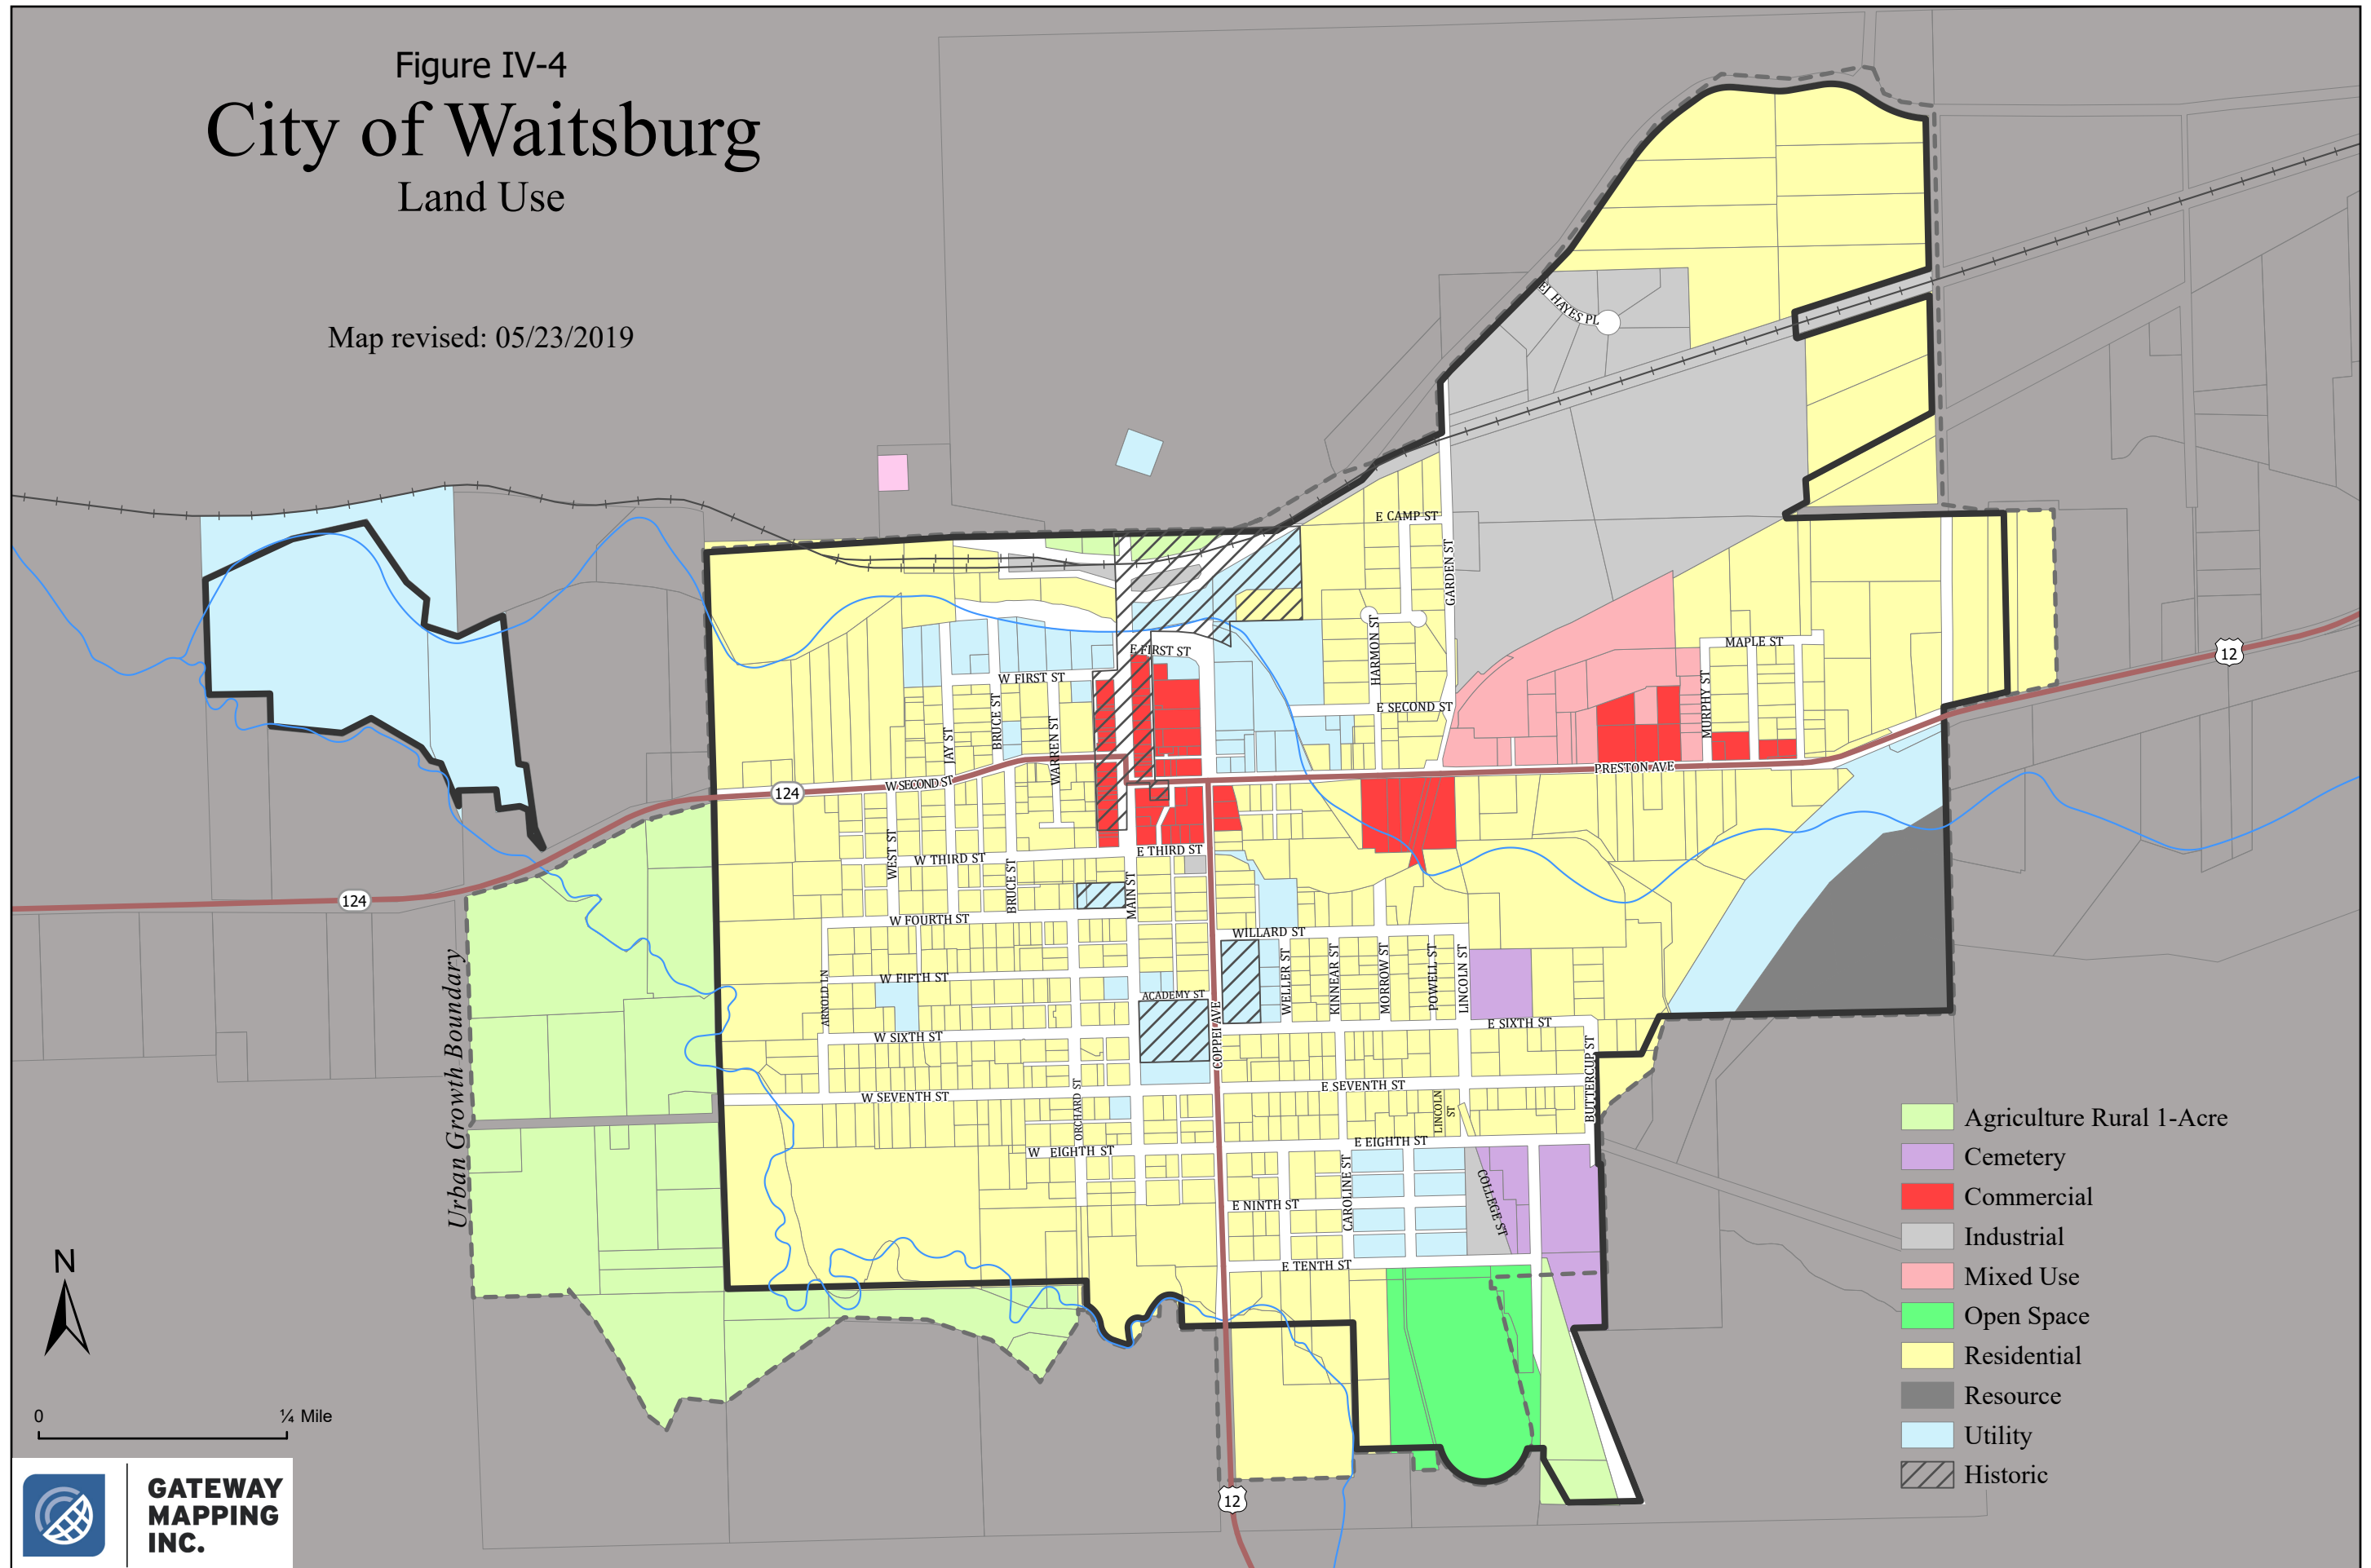 Figure IV-4
City of Waitsburg
Land Use
Map revised: 05/23/2019
EJ HAYES PL
E CAMP ST
GARDEN ST
HARMON ST
MAPLE ST
MURPHY ST
12
E FIRST ST
W FIRST ST
E SECOND ST
JAY ST
BRUCE ST
WARREN ST
PRESTON AVE
W SECOND ST
124
124
WEST ST
W THIRD ST
E THIRD ST
BRUCE ST
MAIN ST
W FOURTH ST
WILLARD ST
WELLER ST
KINNEAR ST
MORROW ST
POWELL ST
LINCOLN ST
ARNOLD LN
W FIFTH ST
ACADEMY ST
COPPEI AVE
W SIXTH ST
E SIXTH ST
BUTTERCUP ST
E SEVENTH ST
W SEVENTH ST
ORCHARD ST
LINCOLN
ST
E EIGHTH ST
W EIGHTH ST
CAROLINE ST
COLLEGE ST
E NINTH ST
E TENTH ST
12
Urban Growth Boundary
Agriculture Rural 1-Acre
Cemetery
Commercial
Industrial
Mixed Use
Open Space
Residential
Resource
Utility
Historic
N
0
¼ Mile
GATEWAY
MAPPING
INC.